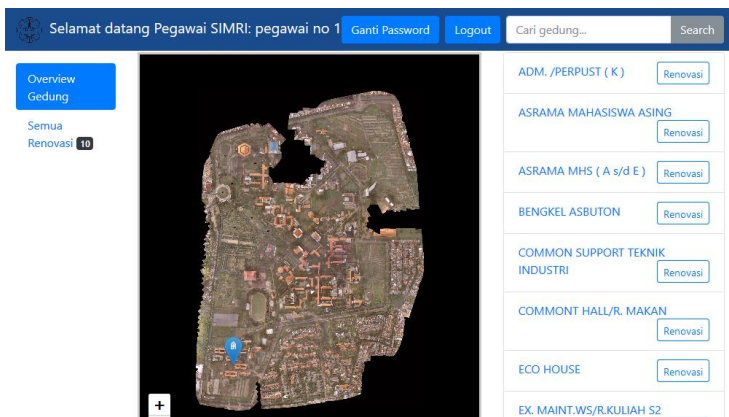 Selamat datang Pegawai SIMRI: pegawai no 1
Ganti Password
Logout
Cari gedung...
Search
Overview
Gedung
Semua
Renovasi 10
ADM. /PERPUST ( K )
Renovasi
ASRAMA MAHASISWA ASING
Renovasi
ASRAMA MHS ( A s/d E )
Renovasi
BENGKEL ASBUTON
Renovasi
COMMON SUPPORT TEKNIK
INDUSTRI
Renovasi
COMMONT HALL/R. MAKAN
Renovasi
ECO HOUSE
Renovasi
EX. MAINT.WS/R.KULIAH S2
+